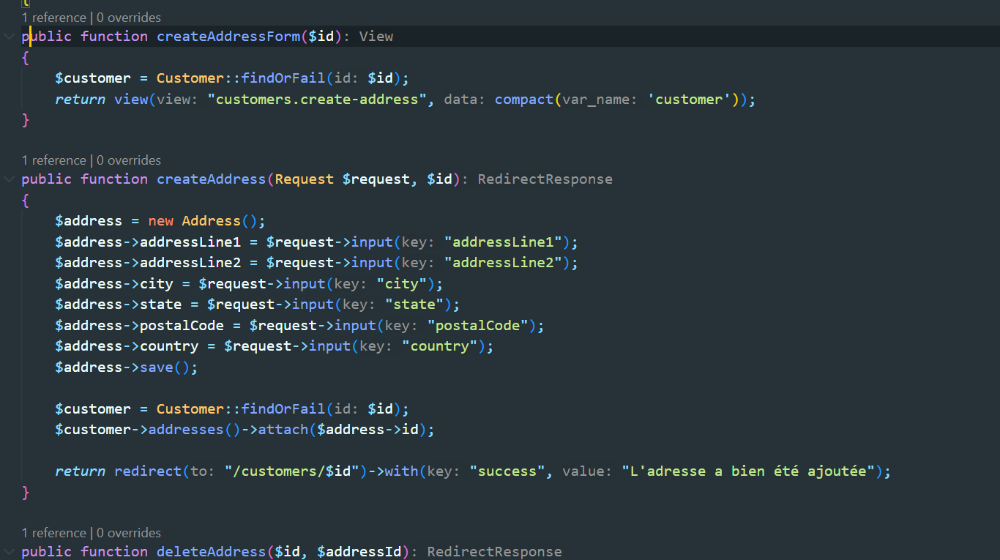 {
1 reference | 0 overrides
public function createAddressForm($id): View
{
    $customer = Customer::findOrFail(id: $id);
    return view(view: "customers.create-address", data: compact(var_name: 'customer'));
}
1 reference | 0 overrides
public function createAddress(Request $request, $id): RedirectResponse
{
    $address = new Address();
    $address->addressLine1 = $request->input(key: "addressLine1");
    $address->addressLine2 = $request->input(key: "addressLine2");
    $address->city = $request->input(key: "city");
    $address->state = $request->input(key: "state");
    $address->postalCode = $request->input(key: "postalCode");
    $address->country = $request->input(key: "country");
    $address->save();
    $customer = Customer::findOrFail(id: $id);
    $customer->addresses()->attach($address->id);
    return redirect(to: "/customers/$id")->with(key: "success", value: "L'adresse a bien été ajoutée");
}
1 reference | 0 overrides
public function deleteAddress($id, $addressId): RedirectResponse